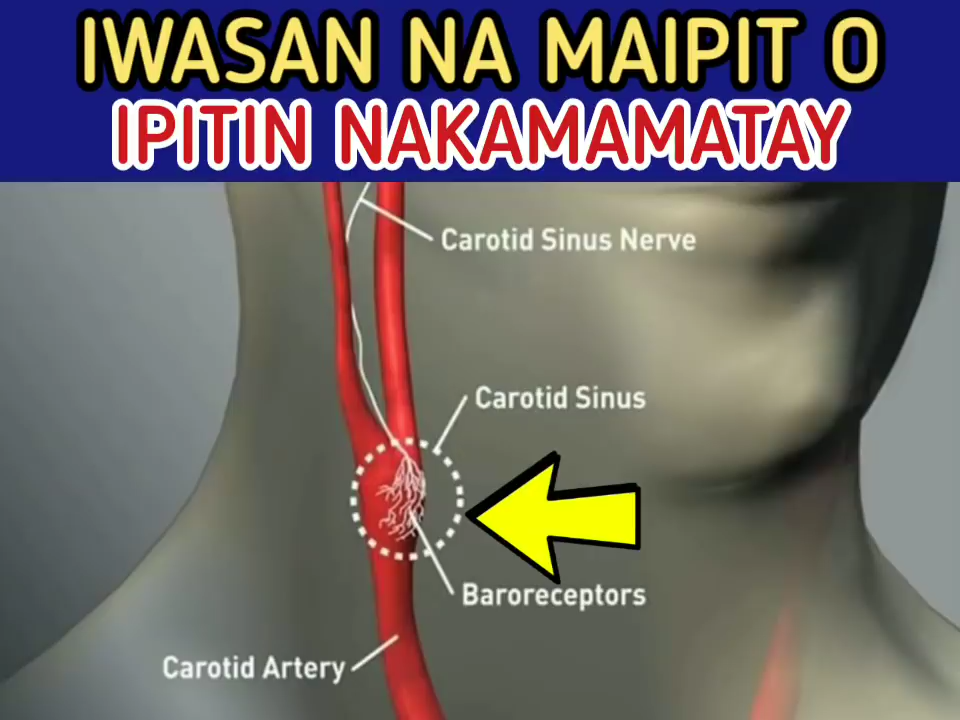 IWASAN NA MAIPIT O
IPITIN NAKAMAMATAY
Carotid Sinus Nerve
Carotid Sinus
Baroreceptors
Carotid Artery